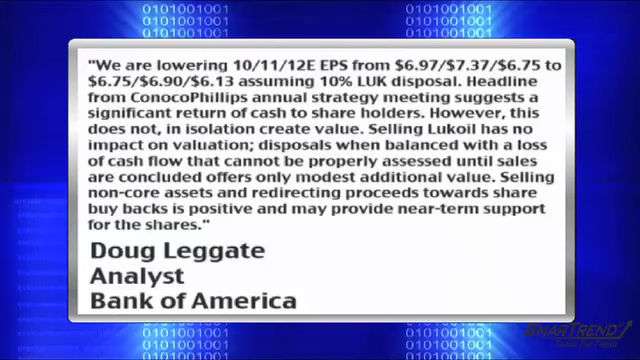 0101001001
010010101
"We are lowering 10/11/12E EPS from $6.97/$7.37/$6.75 to
$6.75/$6.90/$6.13 assuming 10% LUK disposal. Headline
from ConocoPhillips annual strategy meeting suggests a
significant return of cash to share holders. However, this
does not, in isolation create value. Selling Lukoil has no
impact on valuation; disposals when balanced with a loss
of cash flow that cannot be properly assessed until sales
are concluded offers only modest additional value. Selling
non-core assets and redirecting proceeds towards share
buy backs is positive and may provide near-term support
for the shares."
Doug Leggate
Analyst
Bank of America
SMARTREND